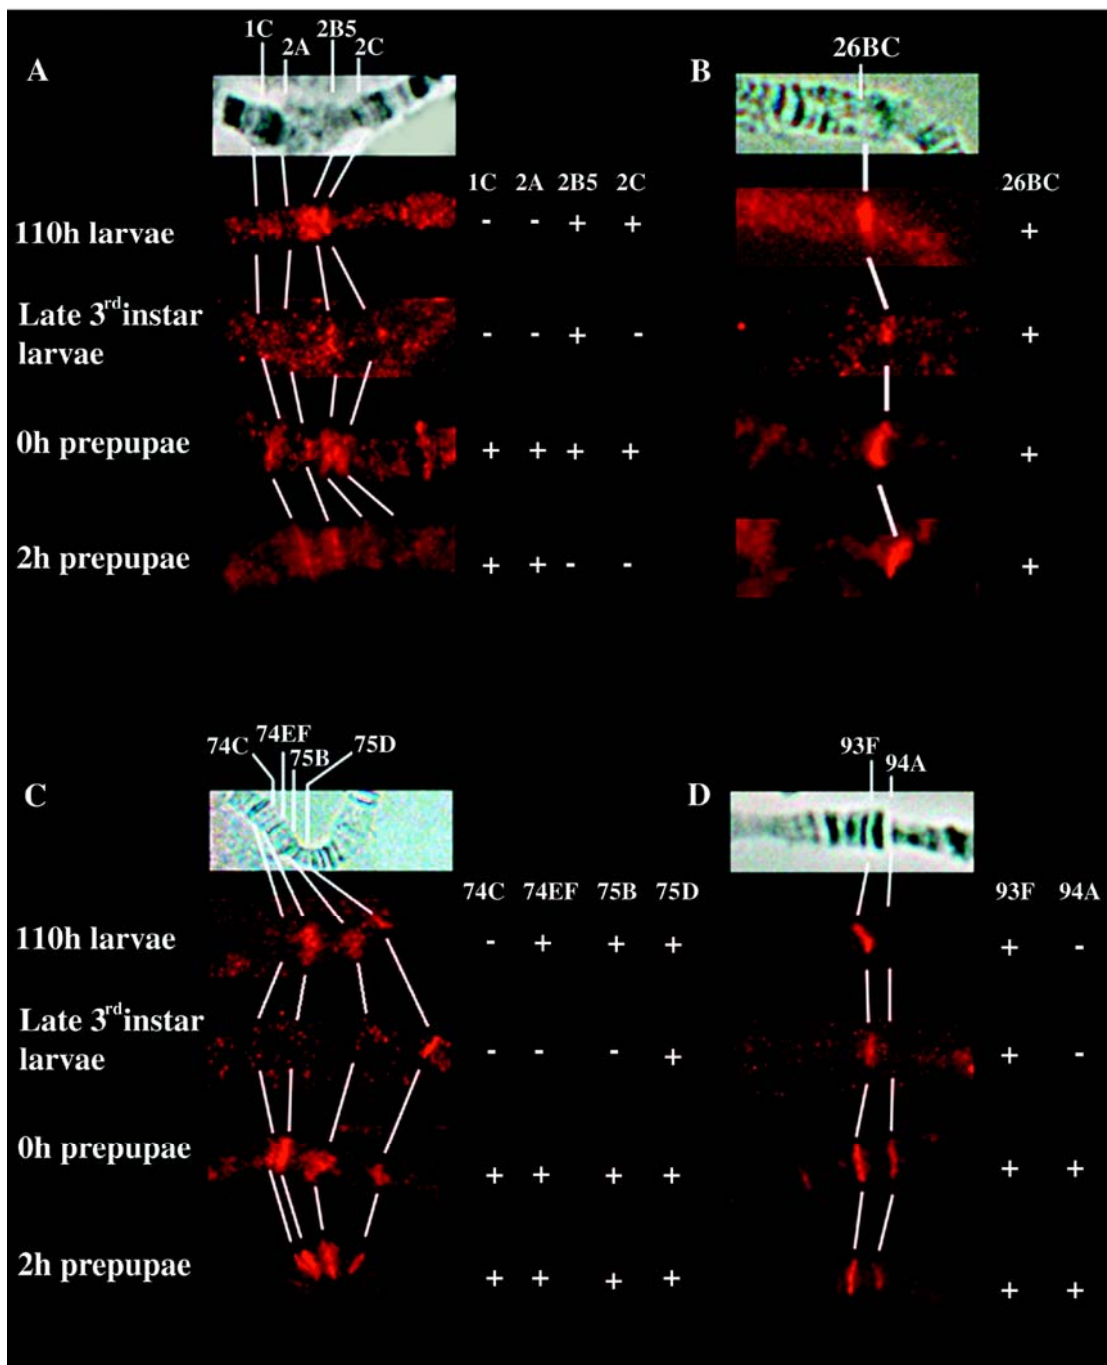 1C 2A 2B5 2C
A
26BC
B
1C 2A 2B5 2C
26BC
110h larvae - - + +
+
Late 3rd instar
larvae
- - + -
+
0h prepupae + + + +
+
2h prepupae + + - -
+
74C 74EF 75B 75D
C
93F 94A
D
74C 74EF 75B 75D
93F 94A
110h larvae - + + +
+ -
Late 3rd instar
larvae
- - - +
+ -
0h prepupae + + + +
+ +
2h prepupae + + + +
+ +